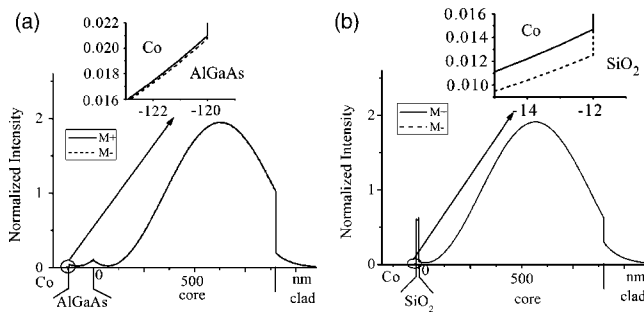 (a)
0.022
0.020
0.018
0.016
Co
AlGaAs
-122
-120
M+
M-
Normalized Intensity
2
1
0
0
500
nm
Co
AlGaAs
core
clad
(b)
0.016
0.014
0.012
0.010
Co
SiO2
-14
-12
M-
Normalized Intensity
2
1
0
0
500
nm
Co
SiO2
core
clad